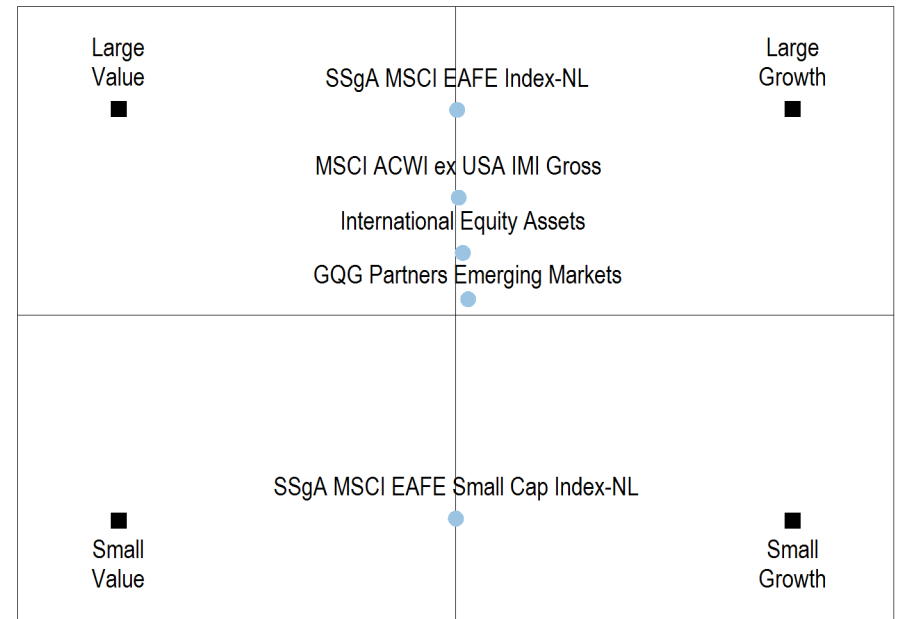 Large
Value
SSgA MSCI EAFE Index-NL
Large
Growth
MSCI ACWI ex USA IMI Gross
International Equity Assets
GQG Partners Emerging Markets
SSgA MSCI EAFE Small Cap Index-NL
Small
Value
Small
Growth